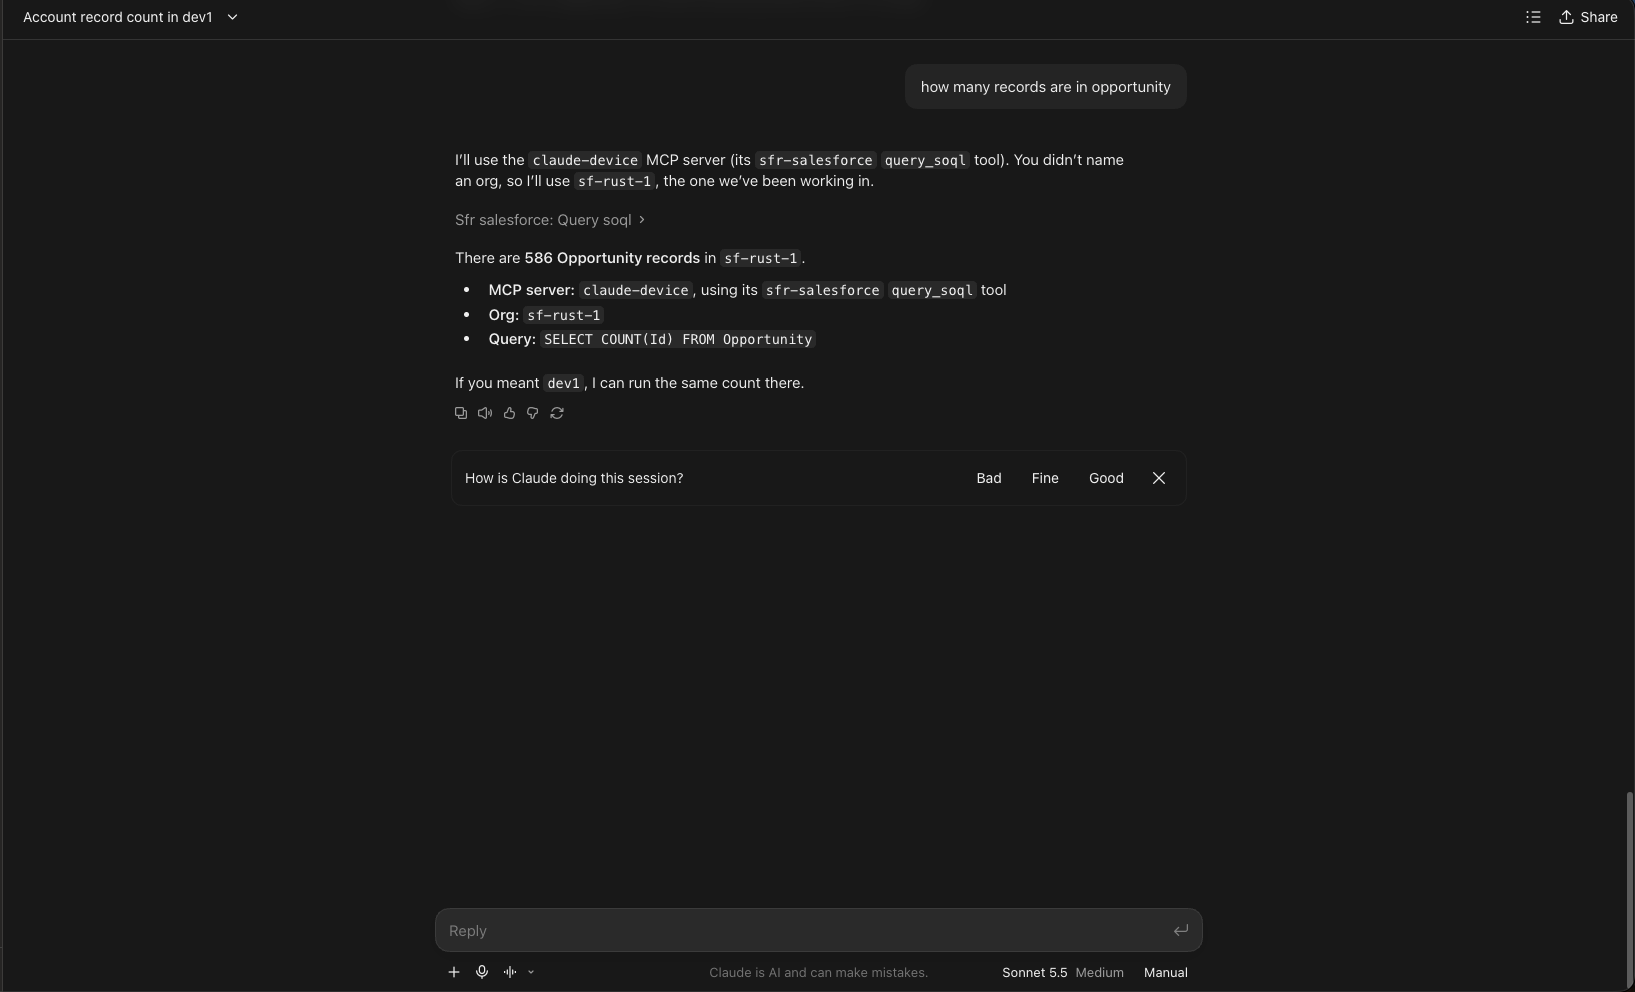 Account record count in dev1
Share
how many records are in opportunity
I'll use the claude-device MCP server (its sfr-salesforce query_soql tool). You didn't name
an org, so I'll use sf-rust-1, the one we've been working in.
Sfr salesforce: Query soql
There are 586 Opportunity records in sf-rust-1.
• MCP server: claude-device, using its sfr-salesforce query_soql tool
• Org: sf-rust-1
• Query: SELECT COUNT(Id) FROM Opportunity
If you meant dev1, I can run the same count there.
How is Claude doing this session? Bad Fine Good
Reply
Claude is AI and can make mistakes. Sonnet 5.5 Medium Manual